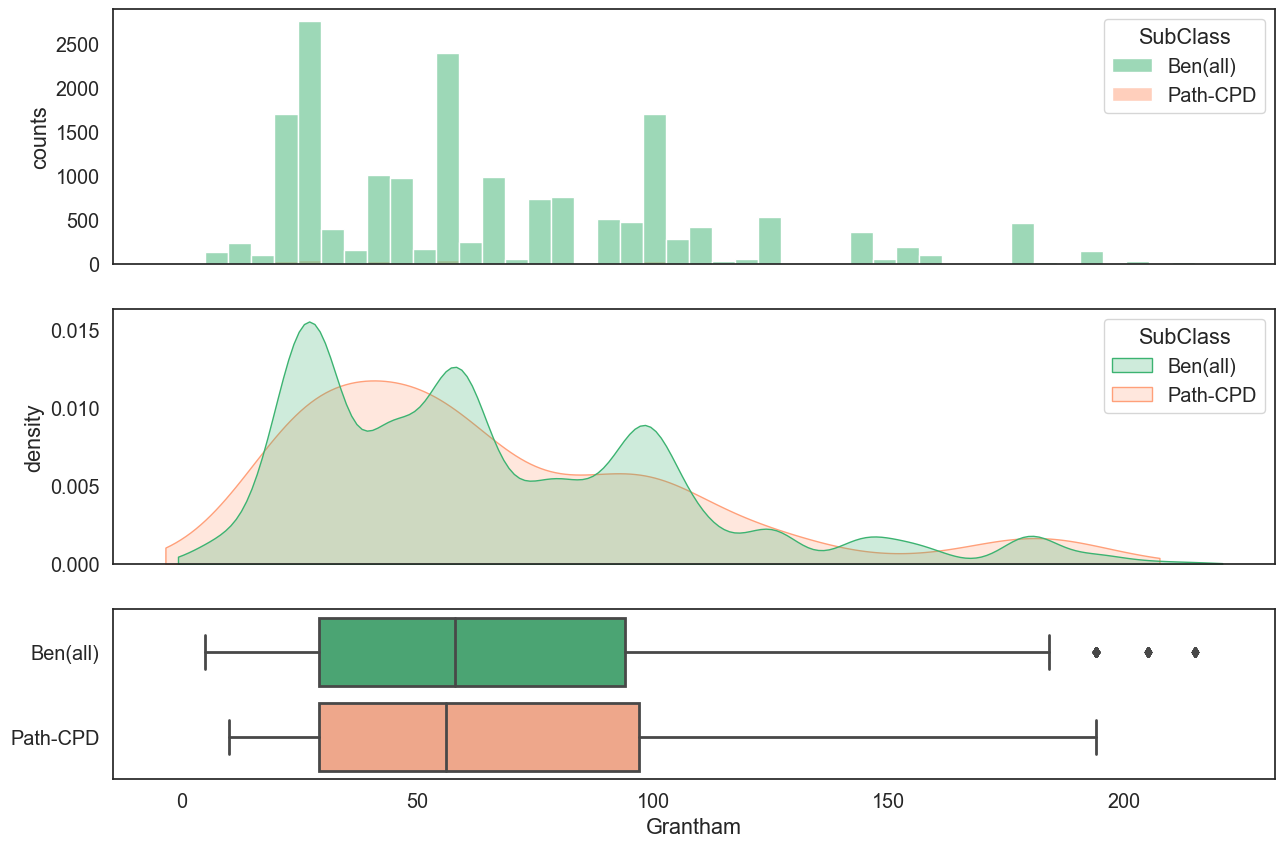 counts
2500
2000
1500
1000
500
0
SubClass
Ben(all)
Path-CPD
density
0.015
0.010
0.005
0.000
SubClass
Ben(all)
Path-CPD
Ben(all)
Path-CPD
0 50 100 150 200
Grantham